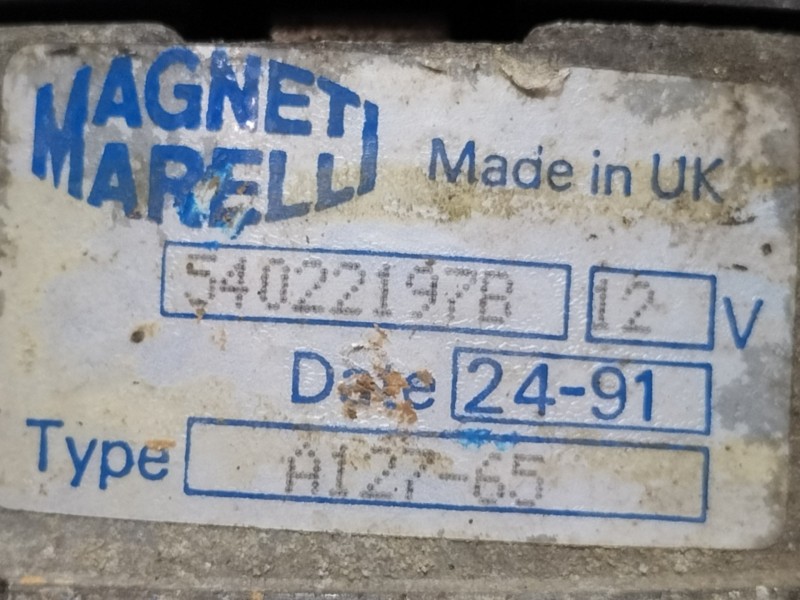 MAGNETI
MARELLI
Made in UK
54022197B 12 V
Date 24-91
Type A127-65